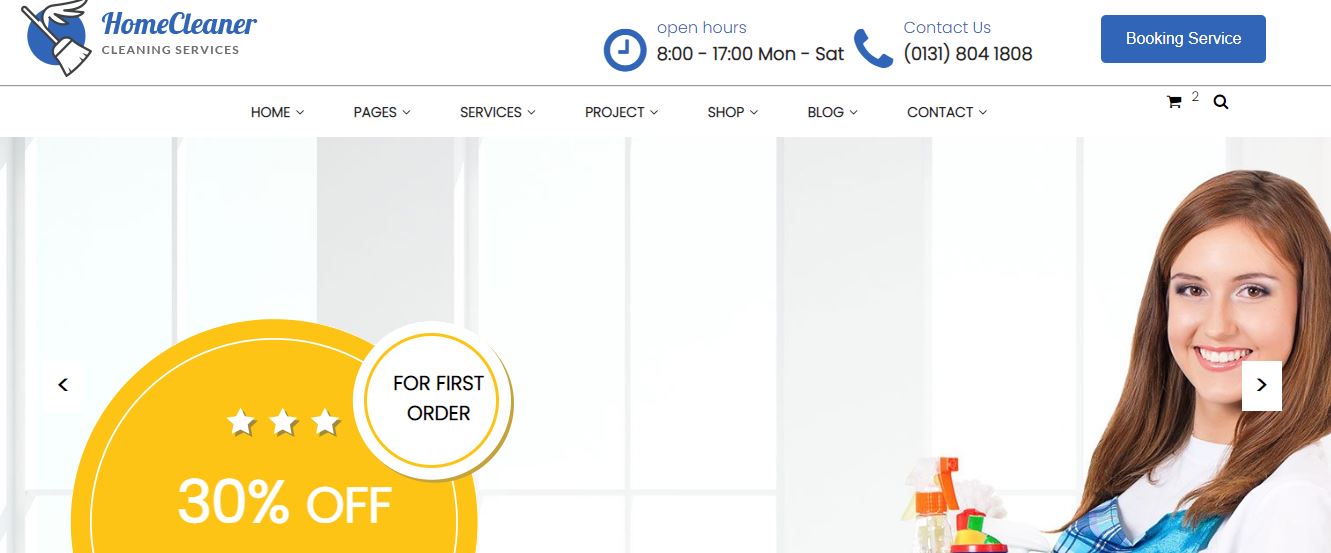 HomeCleaner
CLEANING SERVICES
open hours
8:00 - 17:00 Mon - Sat
Contact Us
(0131) 804 1808
Booking Service
HOME
PAGES
SERVICES
PROJECT
SHOP
BLOG
CONTACT
2
FOR FIRST
ORDER
30% OFF